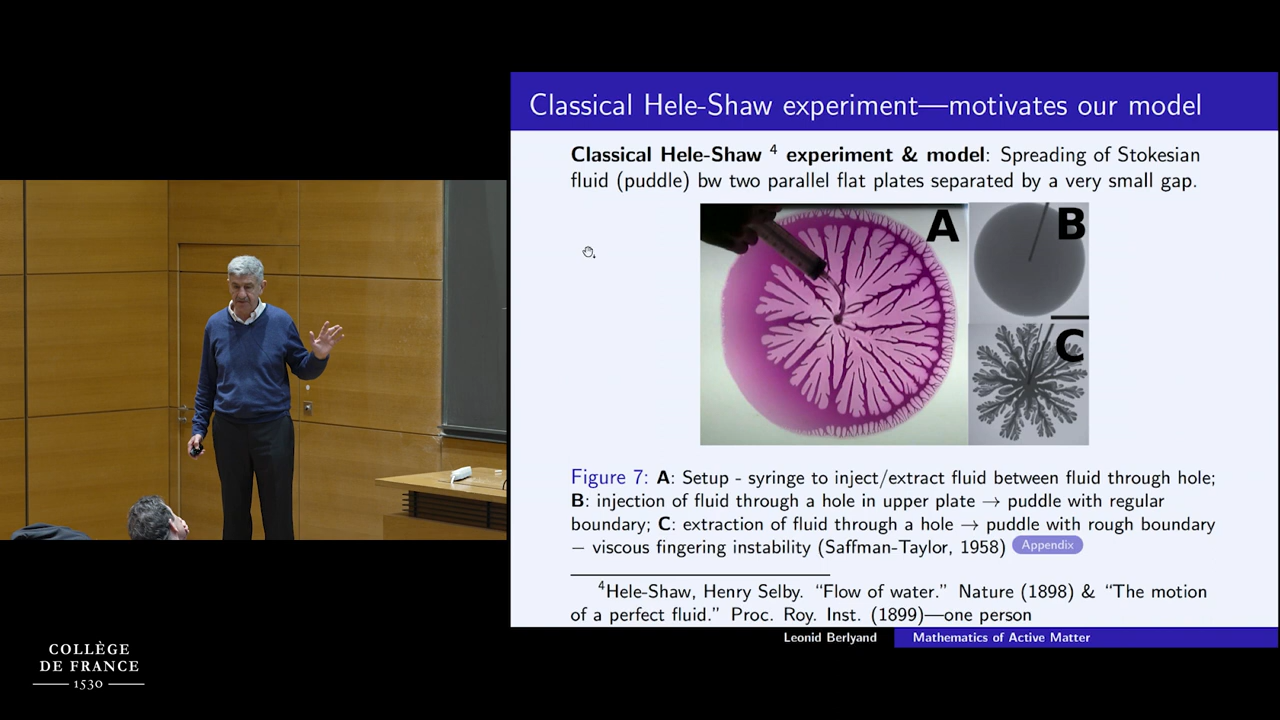 Classical Hele-Shaw experiment—motivates our model
Classical Hele-Shaw 4 experiment & model: Spreading of Stokesian
fluid (puddle) bw two parallel flat plates separated by a very small gap.
A
B
C
Figure 7: A: Setup - syringe to inject/extract fluid between fluid through hole;
B: injection of fluid through a hole in upper plate → puddle with regular
boundary; C: extraction of fluid through a hole → puddle with rough boundary
– viscous fingering instability (Saffman-Taylor, 1958) Appendix
4Hele-Shaw, Henry Selby. “Flow of water.” Nature (1898) & “The motion
of a perfect fluid.” Proc. Roy. Inst. (1899)—one person
Leonid Berlyand Mathematics of Active Matter
COLLÈGE
DE FRANCE
1530